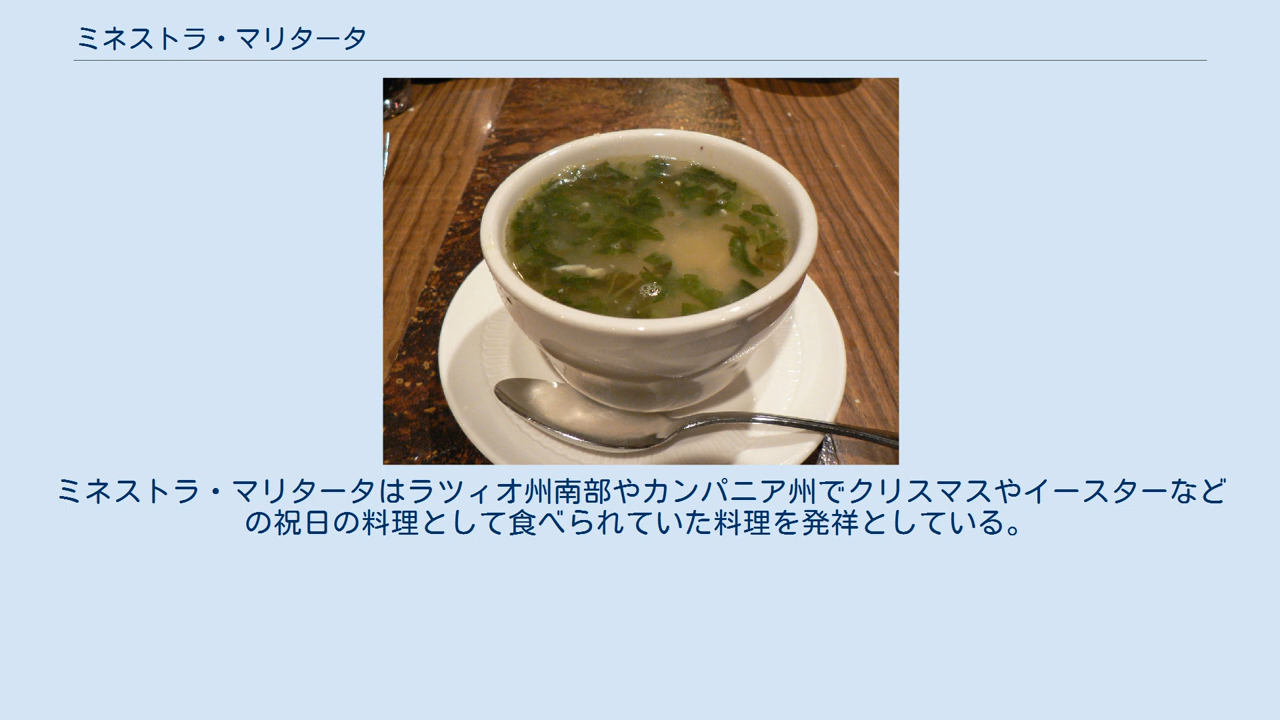 ミネストラ・マリタータ
ミネストラ・マリタータはラツィオ州南部やカンパニア州でクリスマスやイースターなど
の祝日の料理として食べられていた料理を発祥としている。